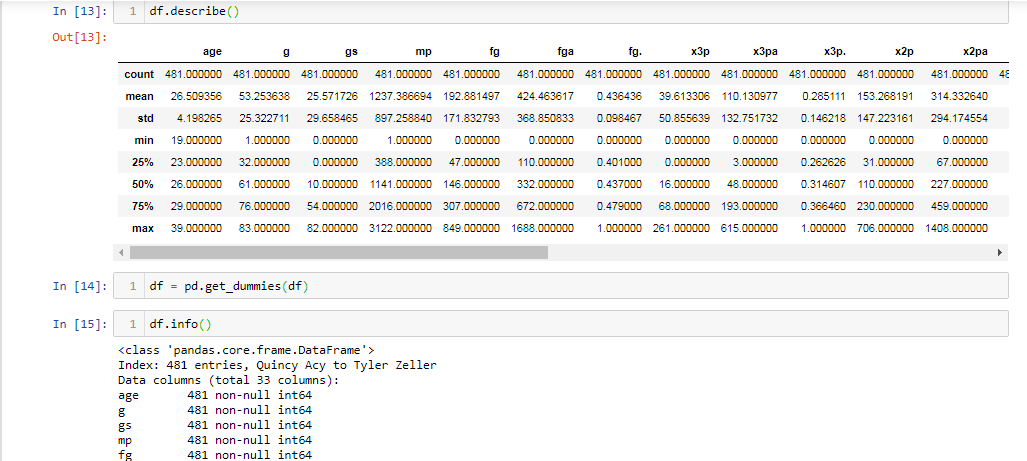 In [13]: 1 df.describe()
Out[13]:
age g gs mp fg fga fg. x3p x3pa x3p. x2p x2pa
count 481.000000 481.000000 481.000000 481.000000 481.000000 481.000000 481.000000 481.000000 481.000000 481.000000 481.000000 481.000000 48
mean 26.509356 53.253638 25.571726 1237.386694 192.881497 424.463617 0.436436 39.613306 110.130977 0.285111 153.268191 314.332640
std 4.198265 25.322711 29.658465 897.258840 171.832793 368.850833 0.098467 50.855639 132.751732 0.146218 147.223161 294.174554
min 19.000000 1.000000 0.000000 1.000000 0.000000 0.000000 0.000000 0.000000 0.000000 0.000000 0.000000 0.000000
25% 23.000000 32.000000 0.000000 388.000000 47.000000 110.000000 0.401000 0.000000 3.000000 0.262626 31.000000 67.000000
50% 26.000000 61.000000 10.000000 1141.000000 146.000000 332.000000 0.437000 16.000000 48.000000 0.314607 110.000000 227.000000
75% 29.000000 76.000000 54.000000 2016.000000 307.000000 672.000000 0.479000 68.000000 193.000000 0.366460 230.000000 459.000000
max 39.000000 83.000000 82.000000 3122.000000 849.000000 1688.000000 1.000000 261.000000 615.000000 1.000000 706.000000 1408.000000
In [14]: 1 df = pd.get_dummies(df)
In [15]: 1 df.info()
<class 'pandas.core.frame.DataFrame'>
Index: 481 entries, Quincy Acy to Tyler Zeller
Data columns (total 33 columns):
age 481 non-null int64
g 481 non-null int64
gs 481 non-null int64
mp 481 non-null int64
fg 481 non-null int64